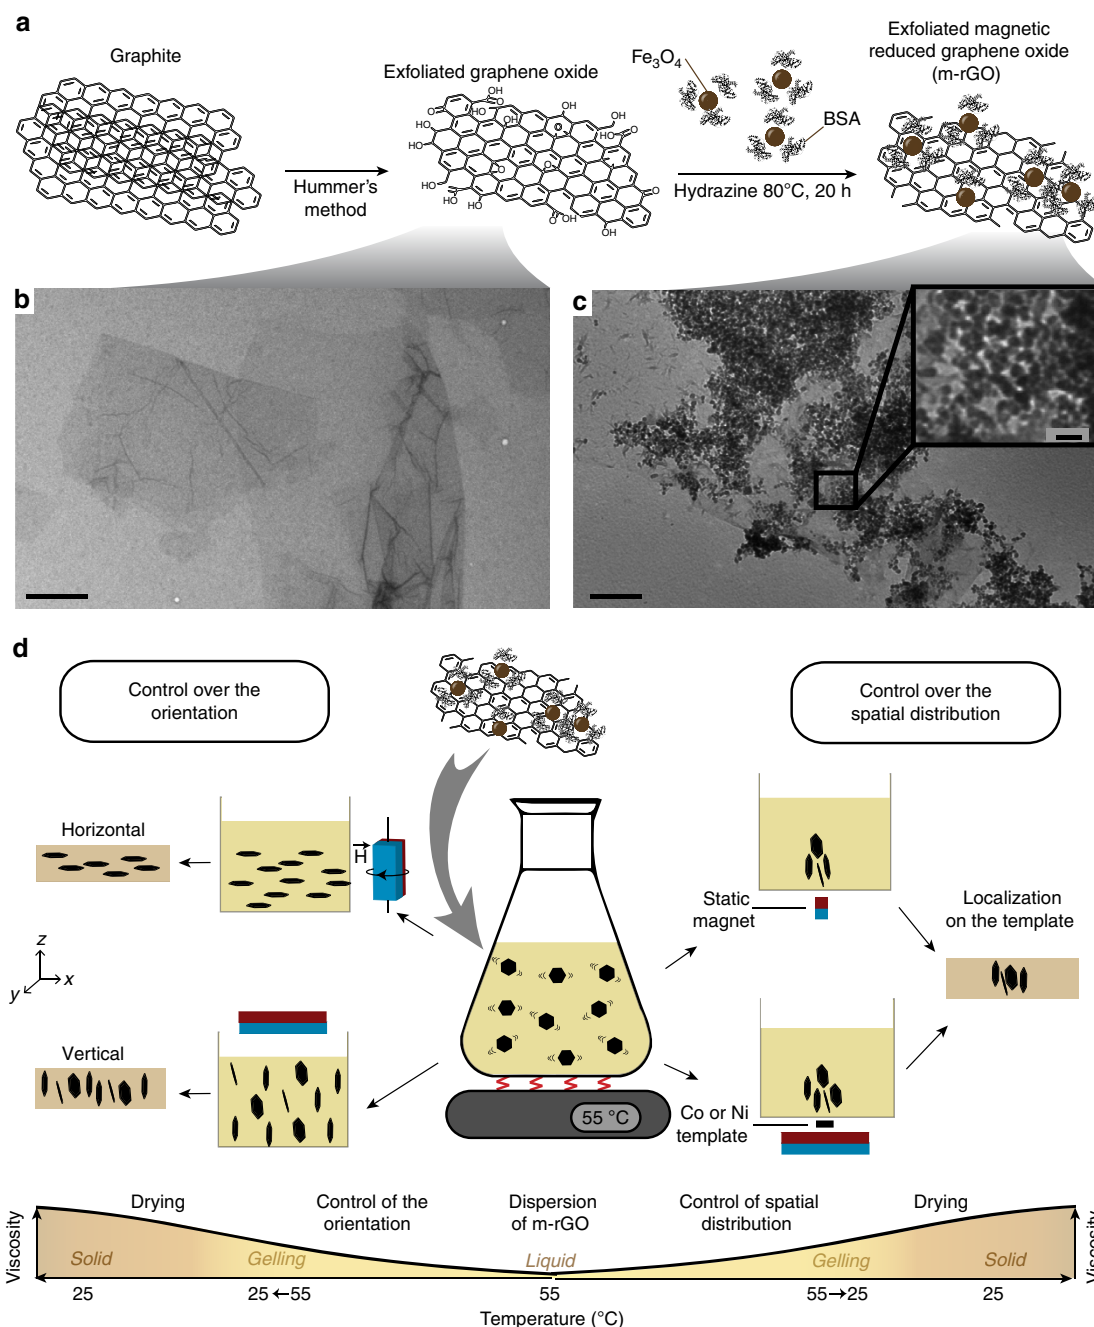 a
Graphite
Hummer's
method
Exfoliated graphene oxide
Fe3O4
BSA
Hydrazine 80°C, 20 h
Exfoliated magnetic
reduced graphene oxide
(m-rGO)
b
c
d
Control over the
orientation
Control over the
spatial distribution
Horizontal
H
z
x
y
Vertical
55 °C
Static
magnet
Co or Ni
template
Localization
on the template
Viscosity
Drying
Control of the
orientation
Dispersion
of m-rGO
Control of spatial
distribution
Drying
Viscosity
Solid
Gelling
Liquid
Gelling
Solid
25
25 ←55
55
55→25
25
Temperature (°C)